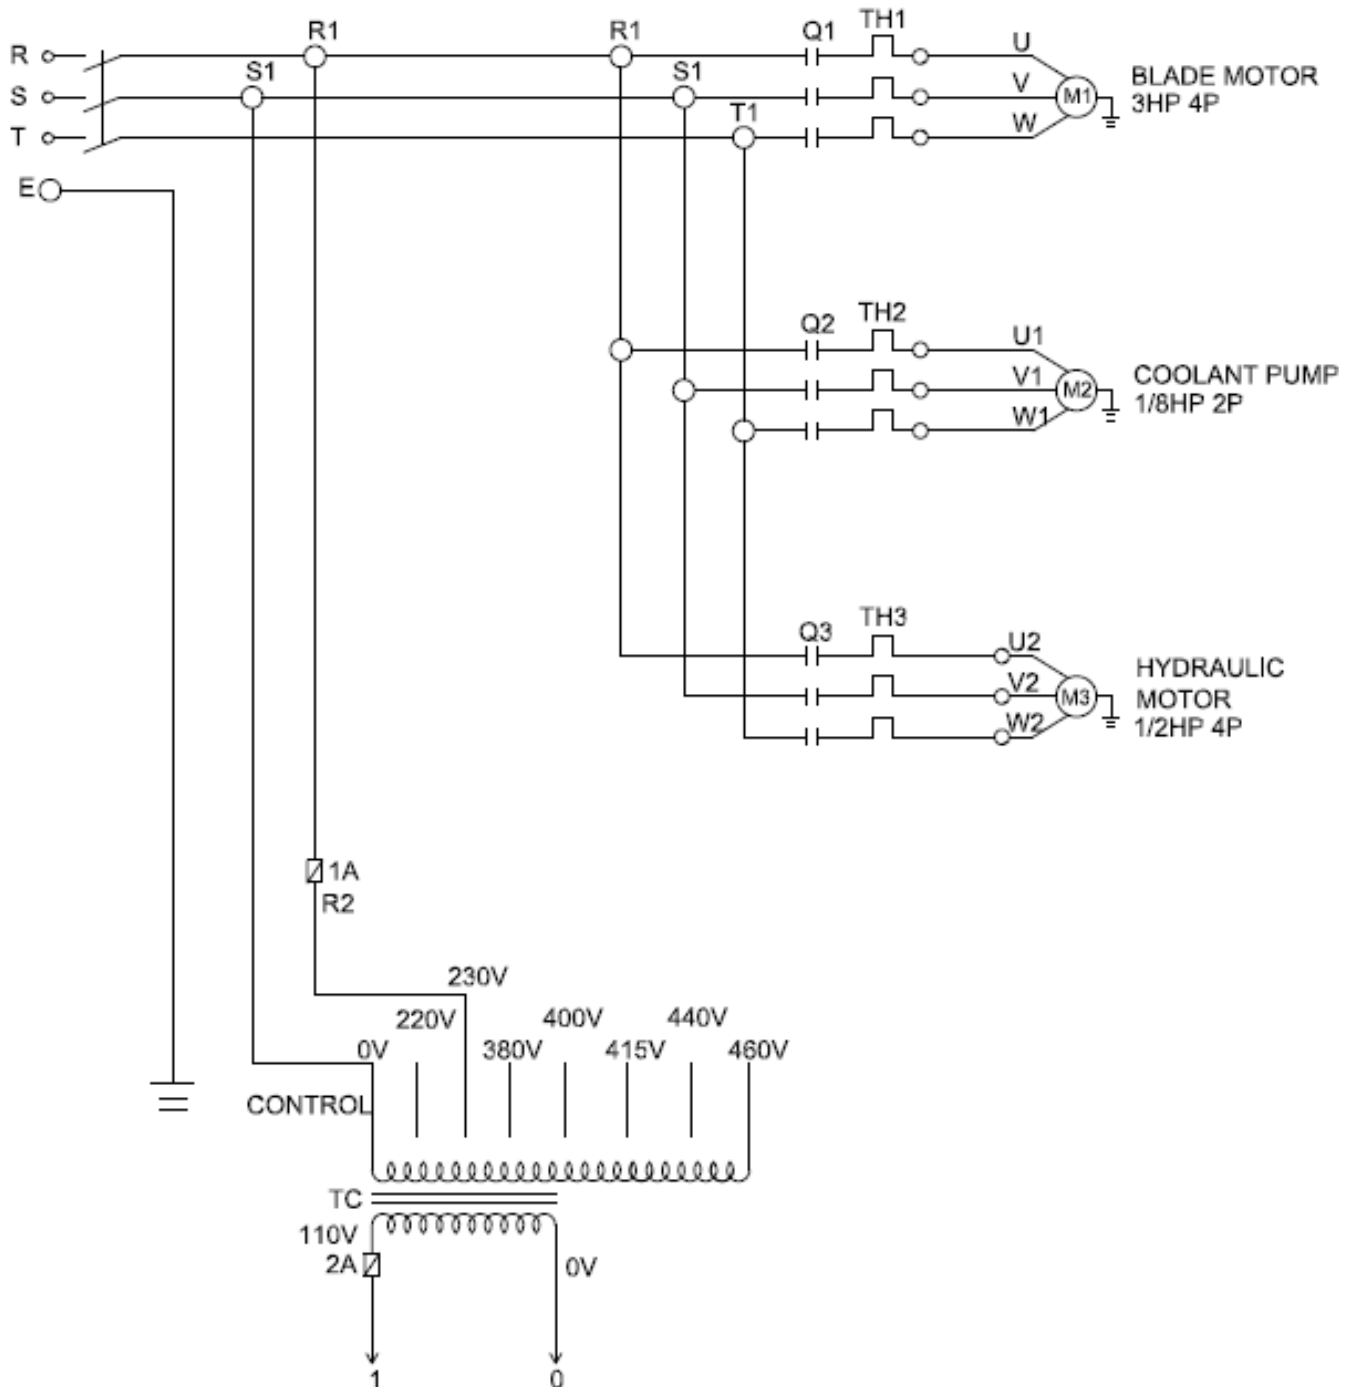 R1 R1 Q1 TH1 U
R
S1 S1 V M1 BLADE MOTOR
S 3HP 4P
T1 W
T
E
Q2 TH2 U1
V1 M2 COOLANT PUMP
1/8HP 2P
W1
Q3 TH3 U2
HYDRAULIC
V2 M3 MOTOR
W2 1/2HP 4P
1A
R2
230V
220V 400V 440V
0V 380V 415V 460V
CONTROL
TC
110V
2A 0V
1 0